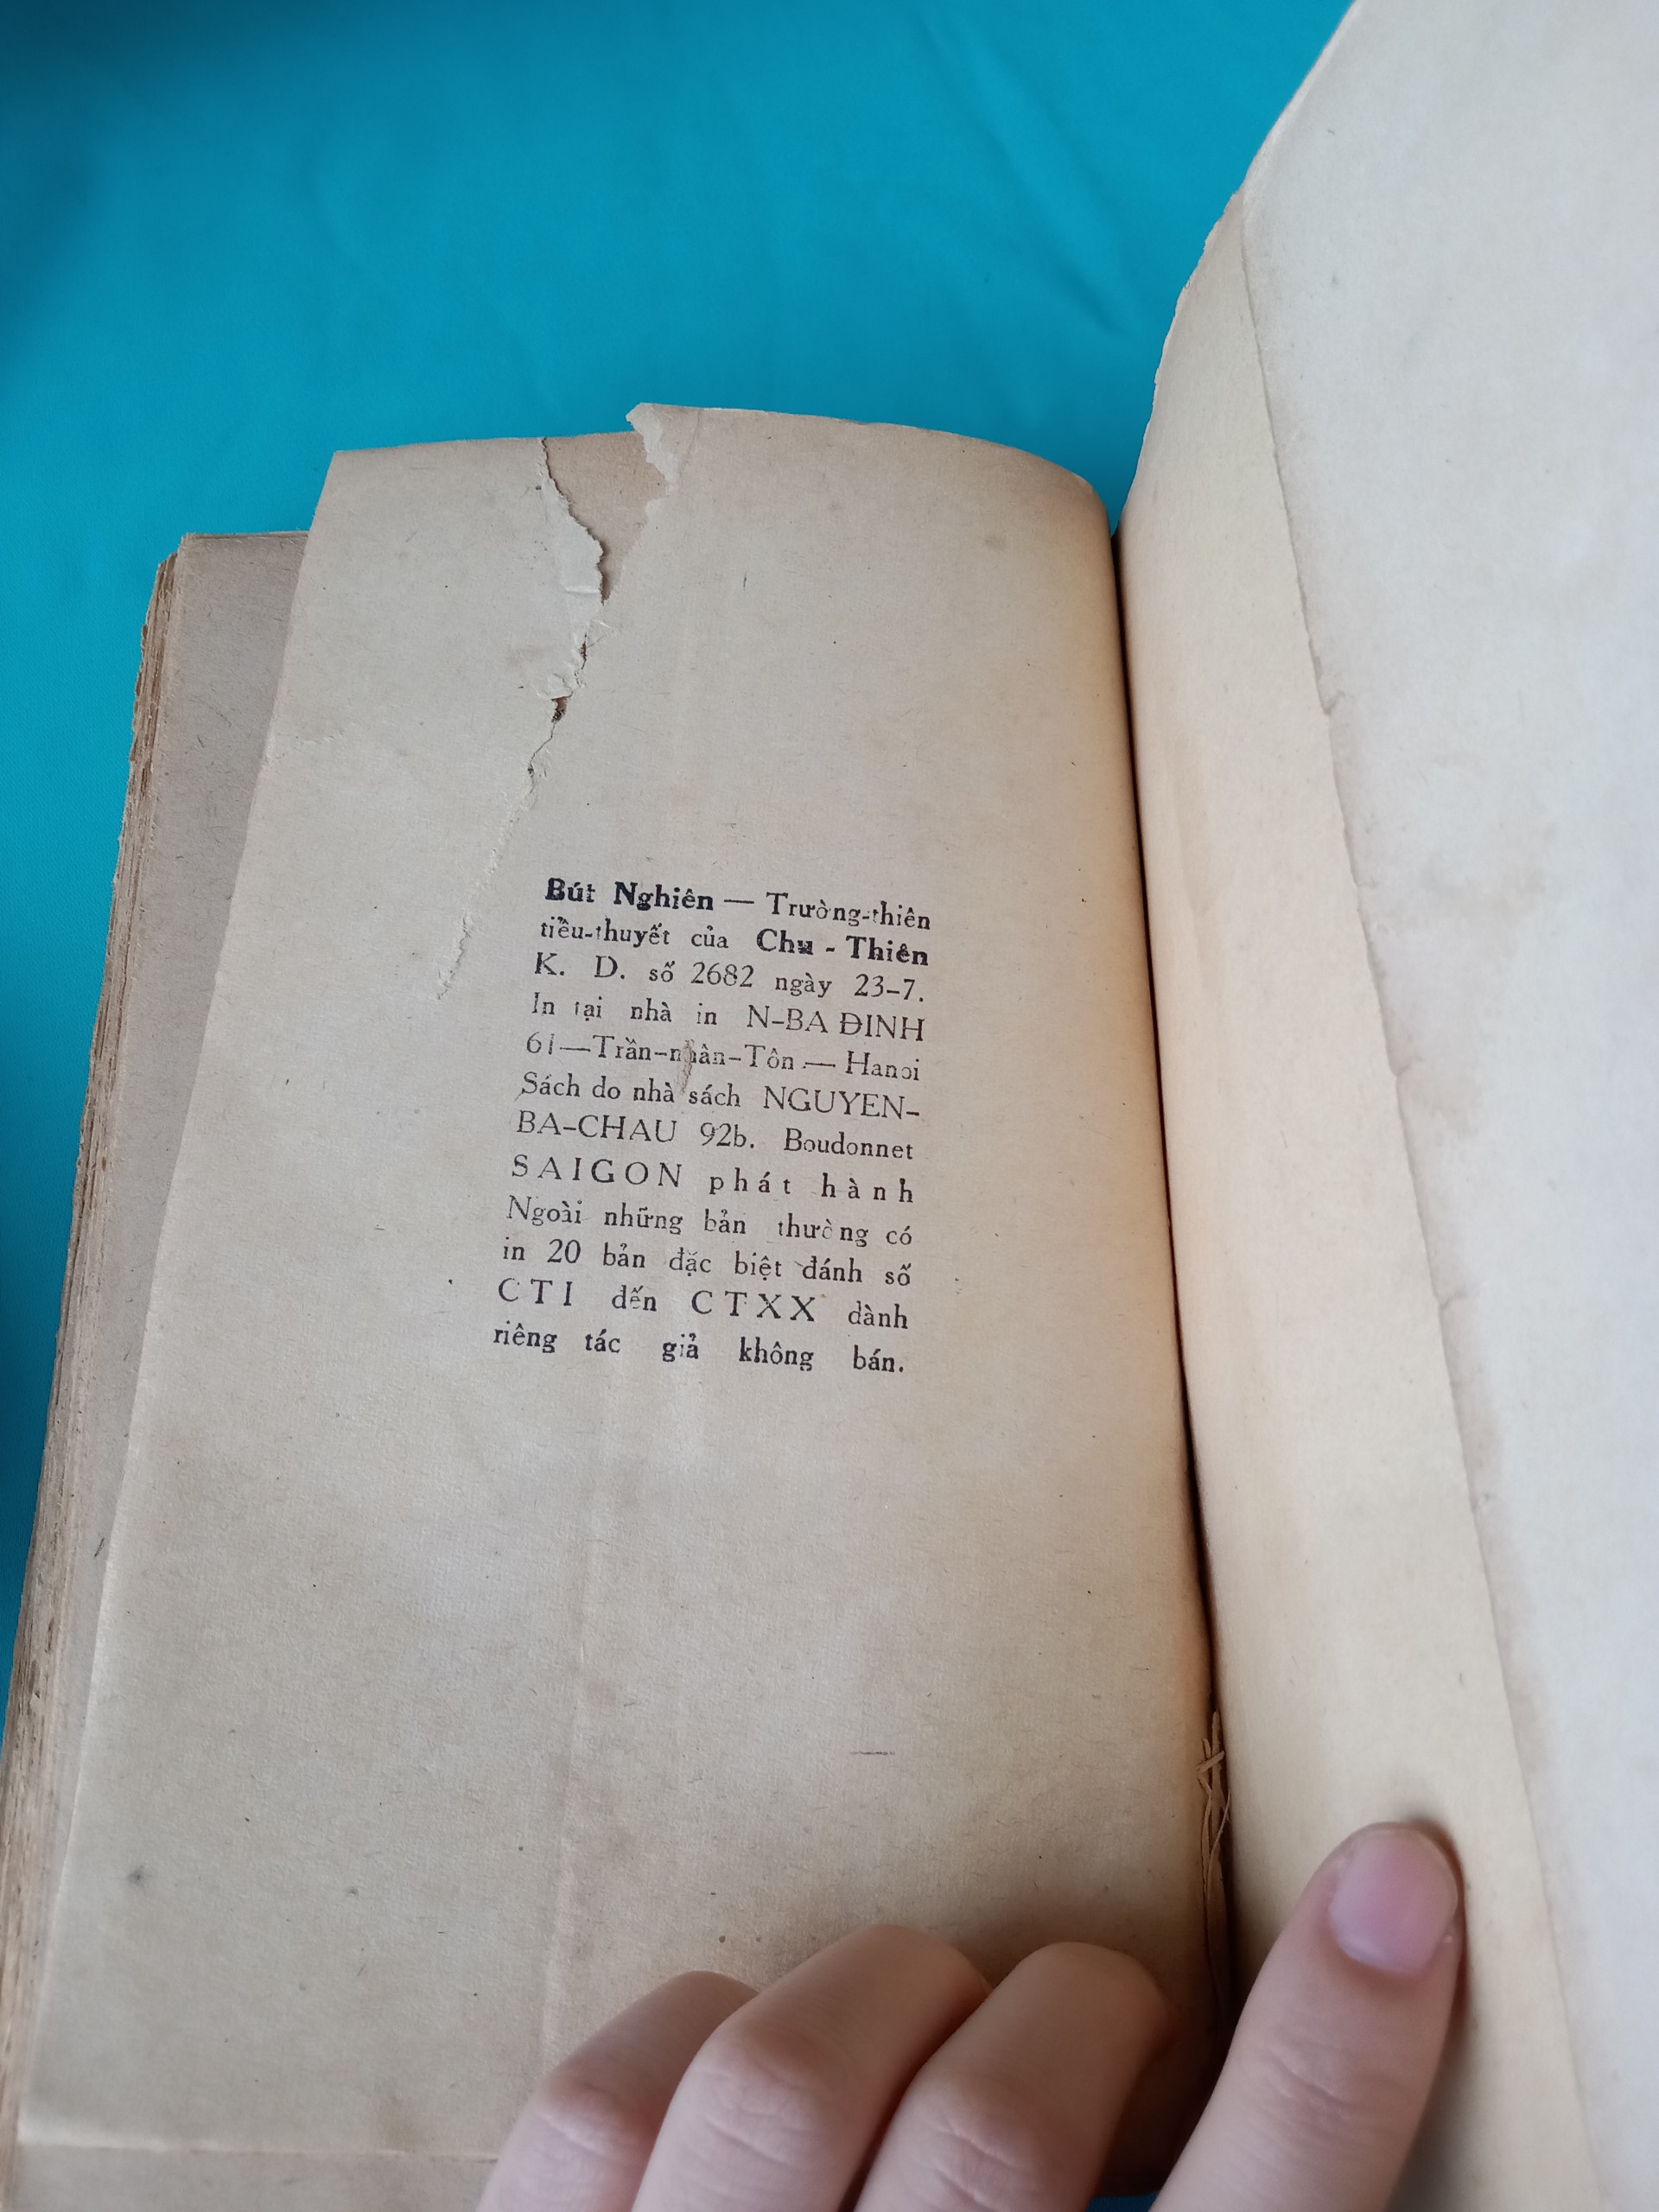 Bút Nghiên — Trường-thiên
tiểu-thuyết của Chu - Thiên
K. D. số 2682 ngày 23-7.
In tại nhà in N-BA ĐINH
61—Trần-nhân-Tôn — Hanoi
Sách do nhà sách NGUYEN-
BA-CHAU 92b. Boudonnet
SAIGON phát hành
Ngoài những bản thường có
in 20 bản đặc biệt đánh số
CTI đến CTXX dành
riêng tác giả không bán.